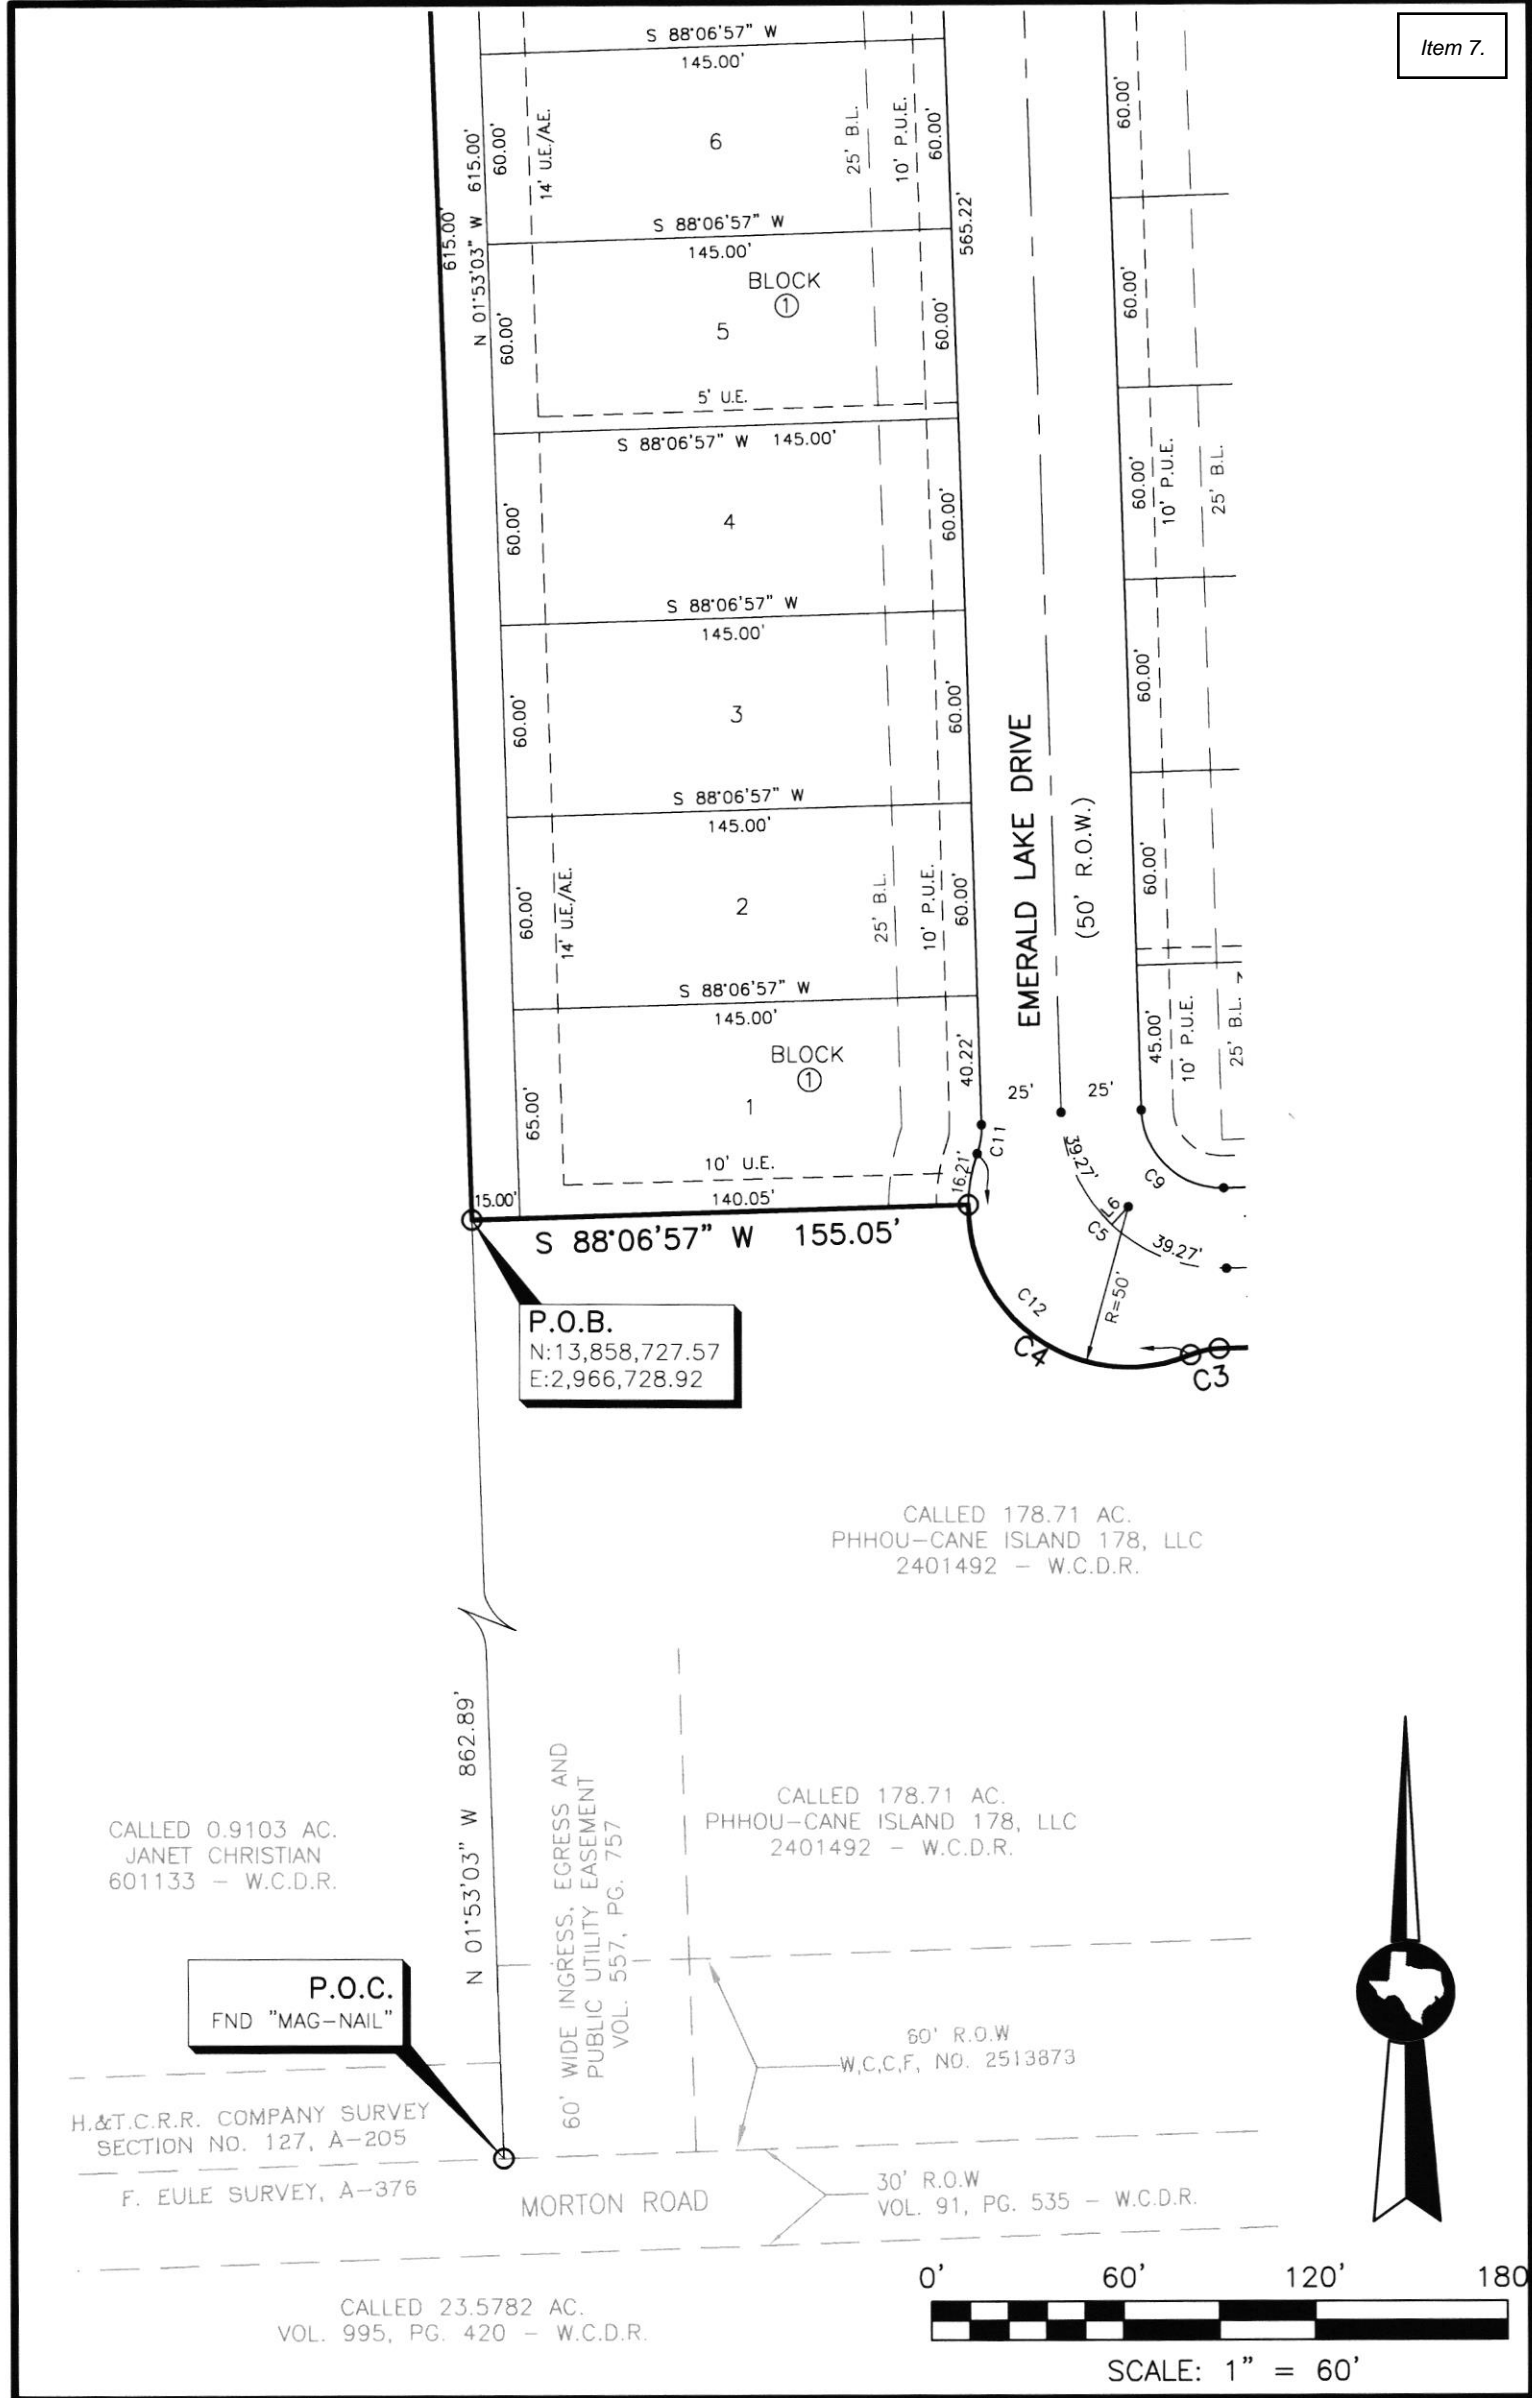 Item 7.
S 88°06'57" W
145.00'
615.00'
N 01°53'03" W 615.00'
60.00'
14' U.E./A.E.
6
25' B.L.
10' P.U.E.
60.00'
565.22'
60.00'
S 88°06'57" W
145.00'
BLOCK
1
5
60.00'
60.00'
60.00'
5' U.E.
S 88°06'57" W 145.00'
60.00'
4
60.00'
60.00'
10' P.U.E.
25' B.L.
S 88°06'57" W
145.00'
60.00'
3
60.00'
60.00'
EMERALD LAKE DRIVE
(50' R.O.W.)
S 88°06'57" W
145.00'
60.00'
14' U.E./A.E.
2
25' B.L.
10' P.U.E.
60.00'
60.00'
S 88°06'57" W
145.00'
BLOCK
1
1
65.00'
40.22'
25'
25'
45.00'
10' P.U.E.
25' B.L.
C11
16.21'
39.27'
C9
L6
C5
39.27'
R=50'
10' U.E.
15.00'
140.05'
S 88°06'57" W 155.05'
C12
C4
C3
P.O.B.
N:13,858,727.57
E:2,966,728.92
CALLED 178.71 AC.
PHHOU-CANE ISLAND 178, LLC
2401492 - W.C.D.R.
N 01°53'03" W 862.89'
60' WIDE INGRESS, EGRESS AND
PUBLIC UTILITY EASEMENT
VOL. 557, PG. 757
CALLED 178.71 AC.
PHHOU-CANE ISLAND 178, LLC
2401492 - W.C.D.R.
CALLED 0.9103 AC.
JANET CHRISTIAN
601133 - W.C.D.R.
P.O.C.
FND "MAG-NAIL"
60' R.O.W
W,C,C,F, NO. 2513873
H.&T.C.R.R. COMPANY SURVEY
SECTION NO. 127, A-205
F. EULE SURVEY, A-376
MORTON ROAD
30' R.O.W
VOL. 91, PG. 535 - W.C.D.R.
CALLED 23.5782 AC.
VOL. 995, PG. 420 - W.C.D.R.
0' 60' 120' 180
SCALE: 1" = 60'